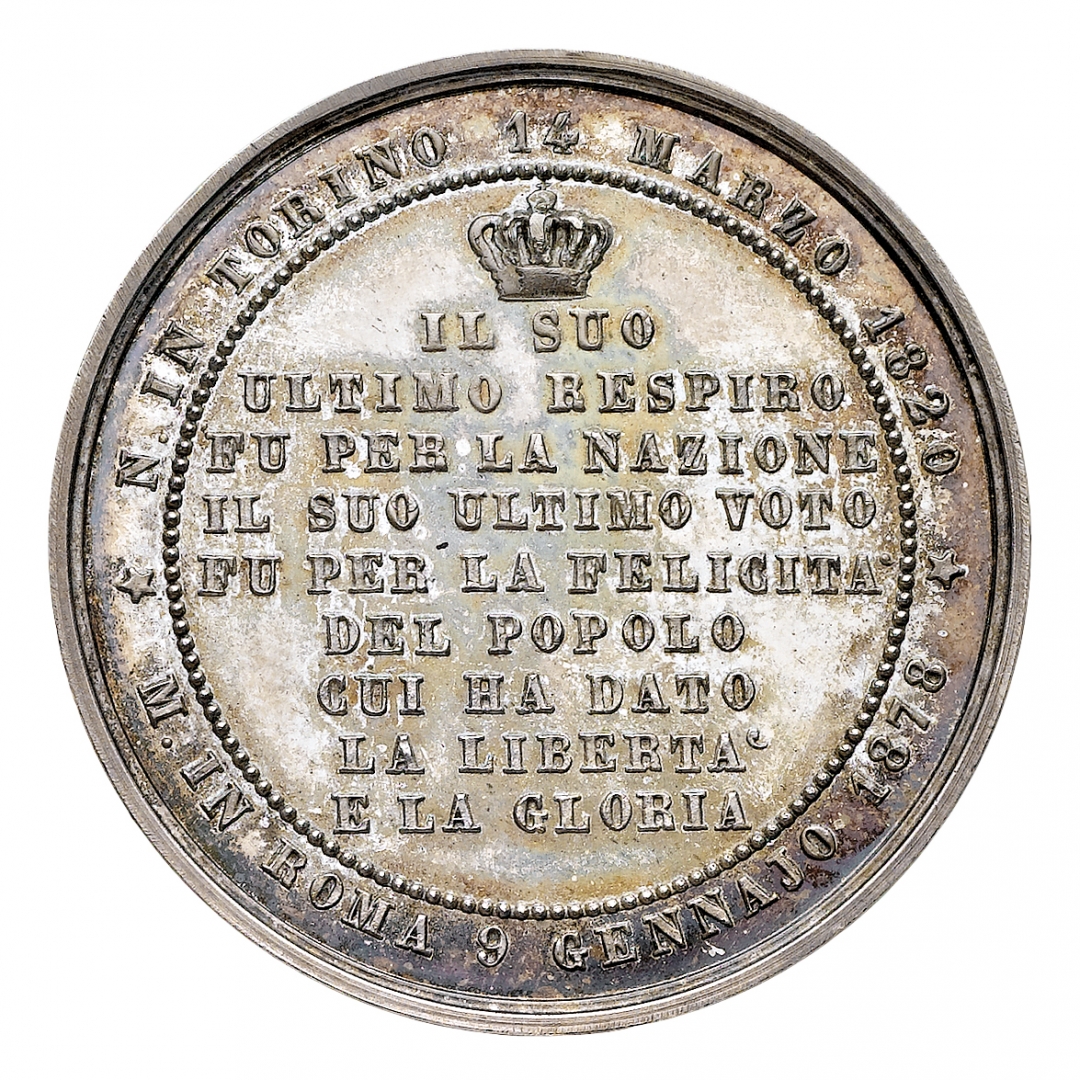 N. IN TORINO 14 MARZO 1820
M. IN ROMA 9 GENNAJO 1878
IL SUO
ULTIMO RESPIRO
FU PER LA NAZIONE
IL SUO ULTIMO VOTO
FU PER LA FELICITA'
DEL POPOLO
CUI HA DATO
LA LIBERTA'
E LA GLORIA